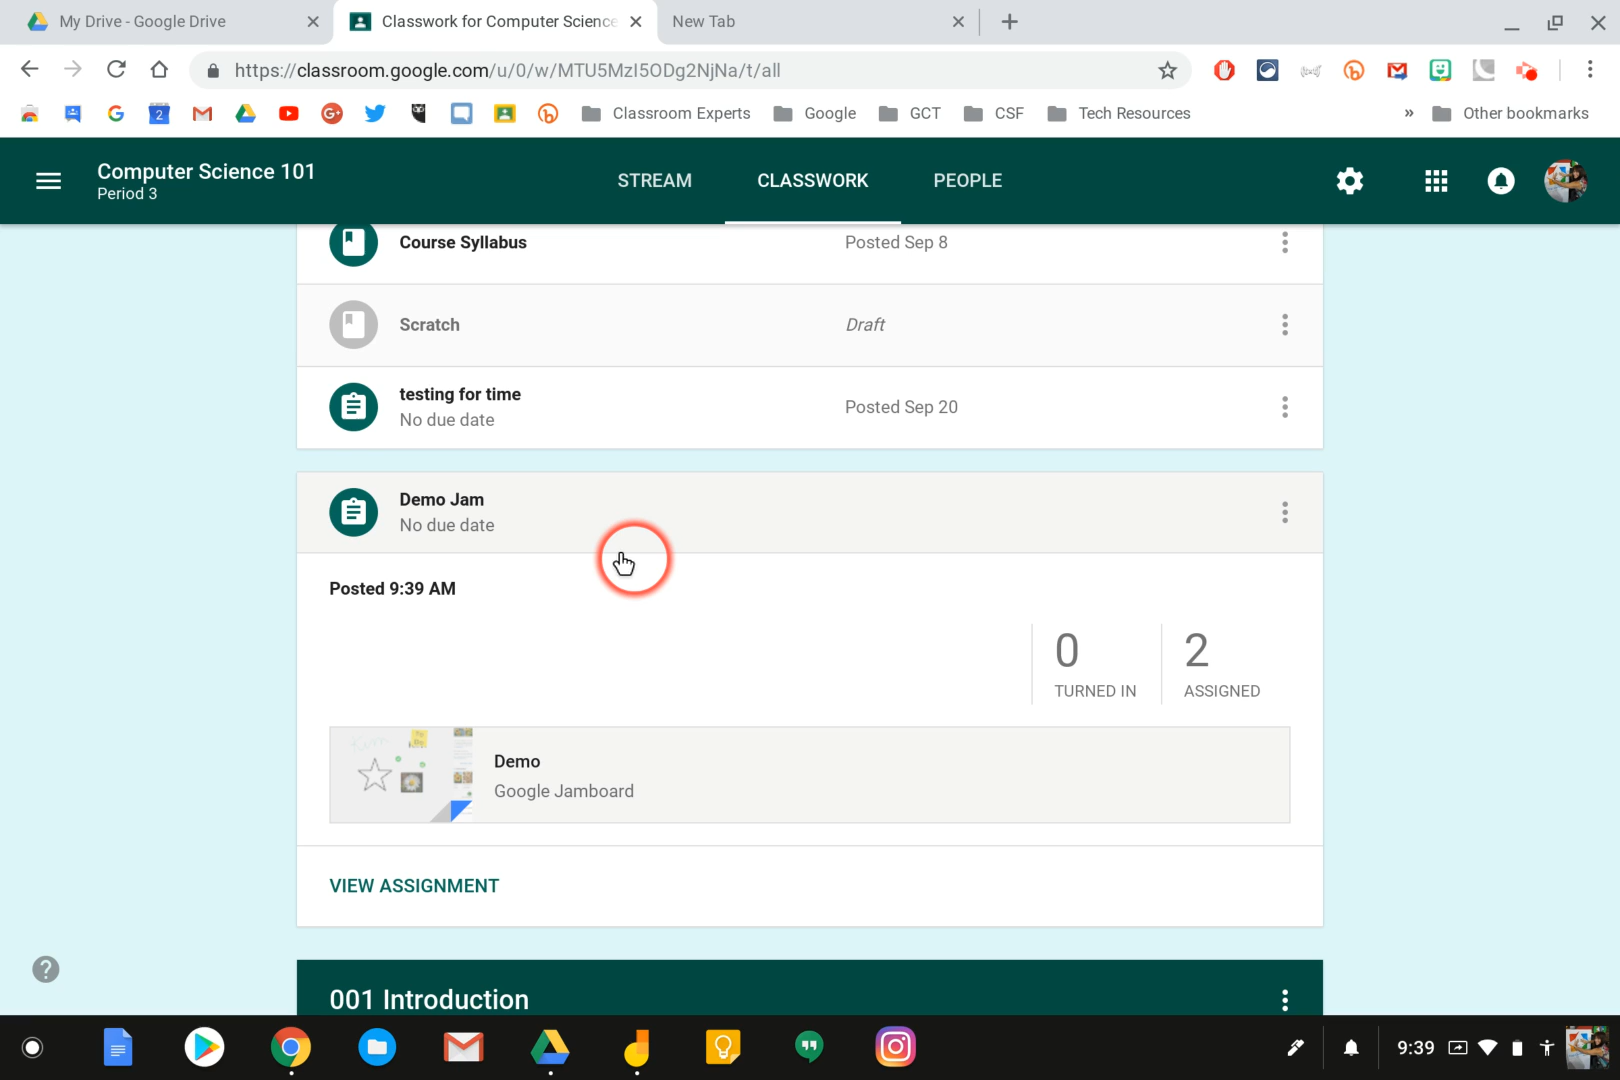 My Drive - Google Drive
Classwork for Computer Science
New Tab
https://classroom.google.com/u/0/w/MTU5MzI5ODg2NjNa/t/all
2
Classroom Experts
Google
GCT
CSF
Tech Resources
»
Other bookmarks
Computer Science 101
Period 3
STREAM
CLASSWORK
PEOPLE
Course Syllabus
Posted Sep 8
Scratch
Draft
testing for time
No due date
Posted Sep 20
Demo Jam
No due date
Posted 9:39 AM
0
TURNED IN
2
ASSIGNED
Demo
Google Jamboard
VIEW ASSIGNMENT
001 Introduction
9:39